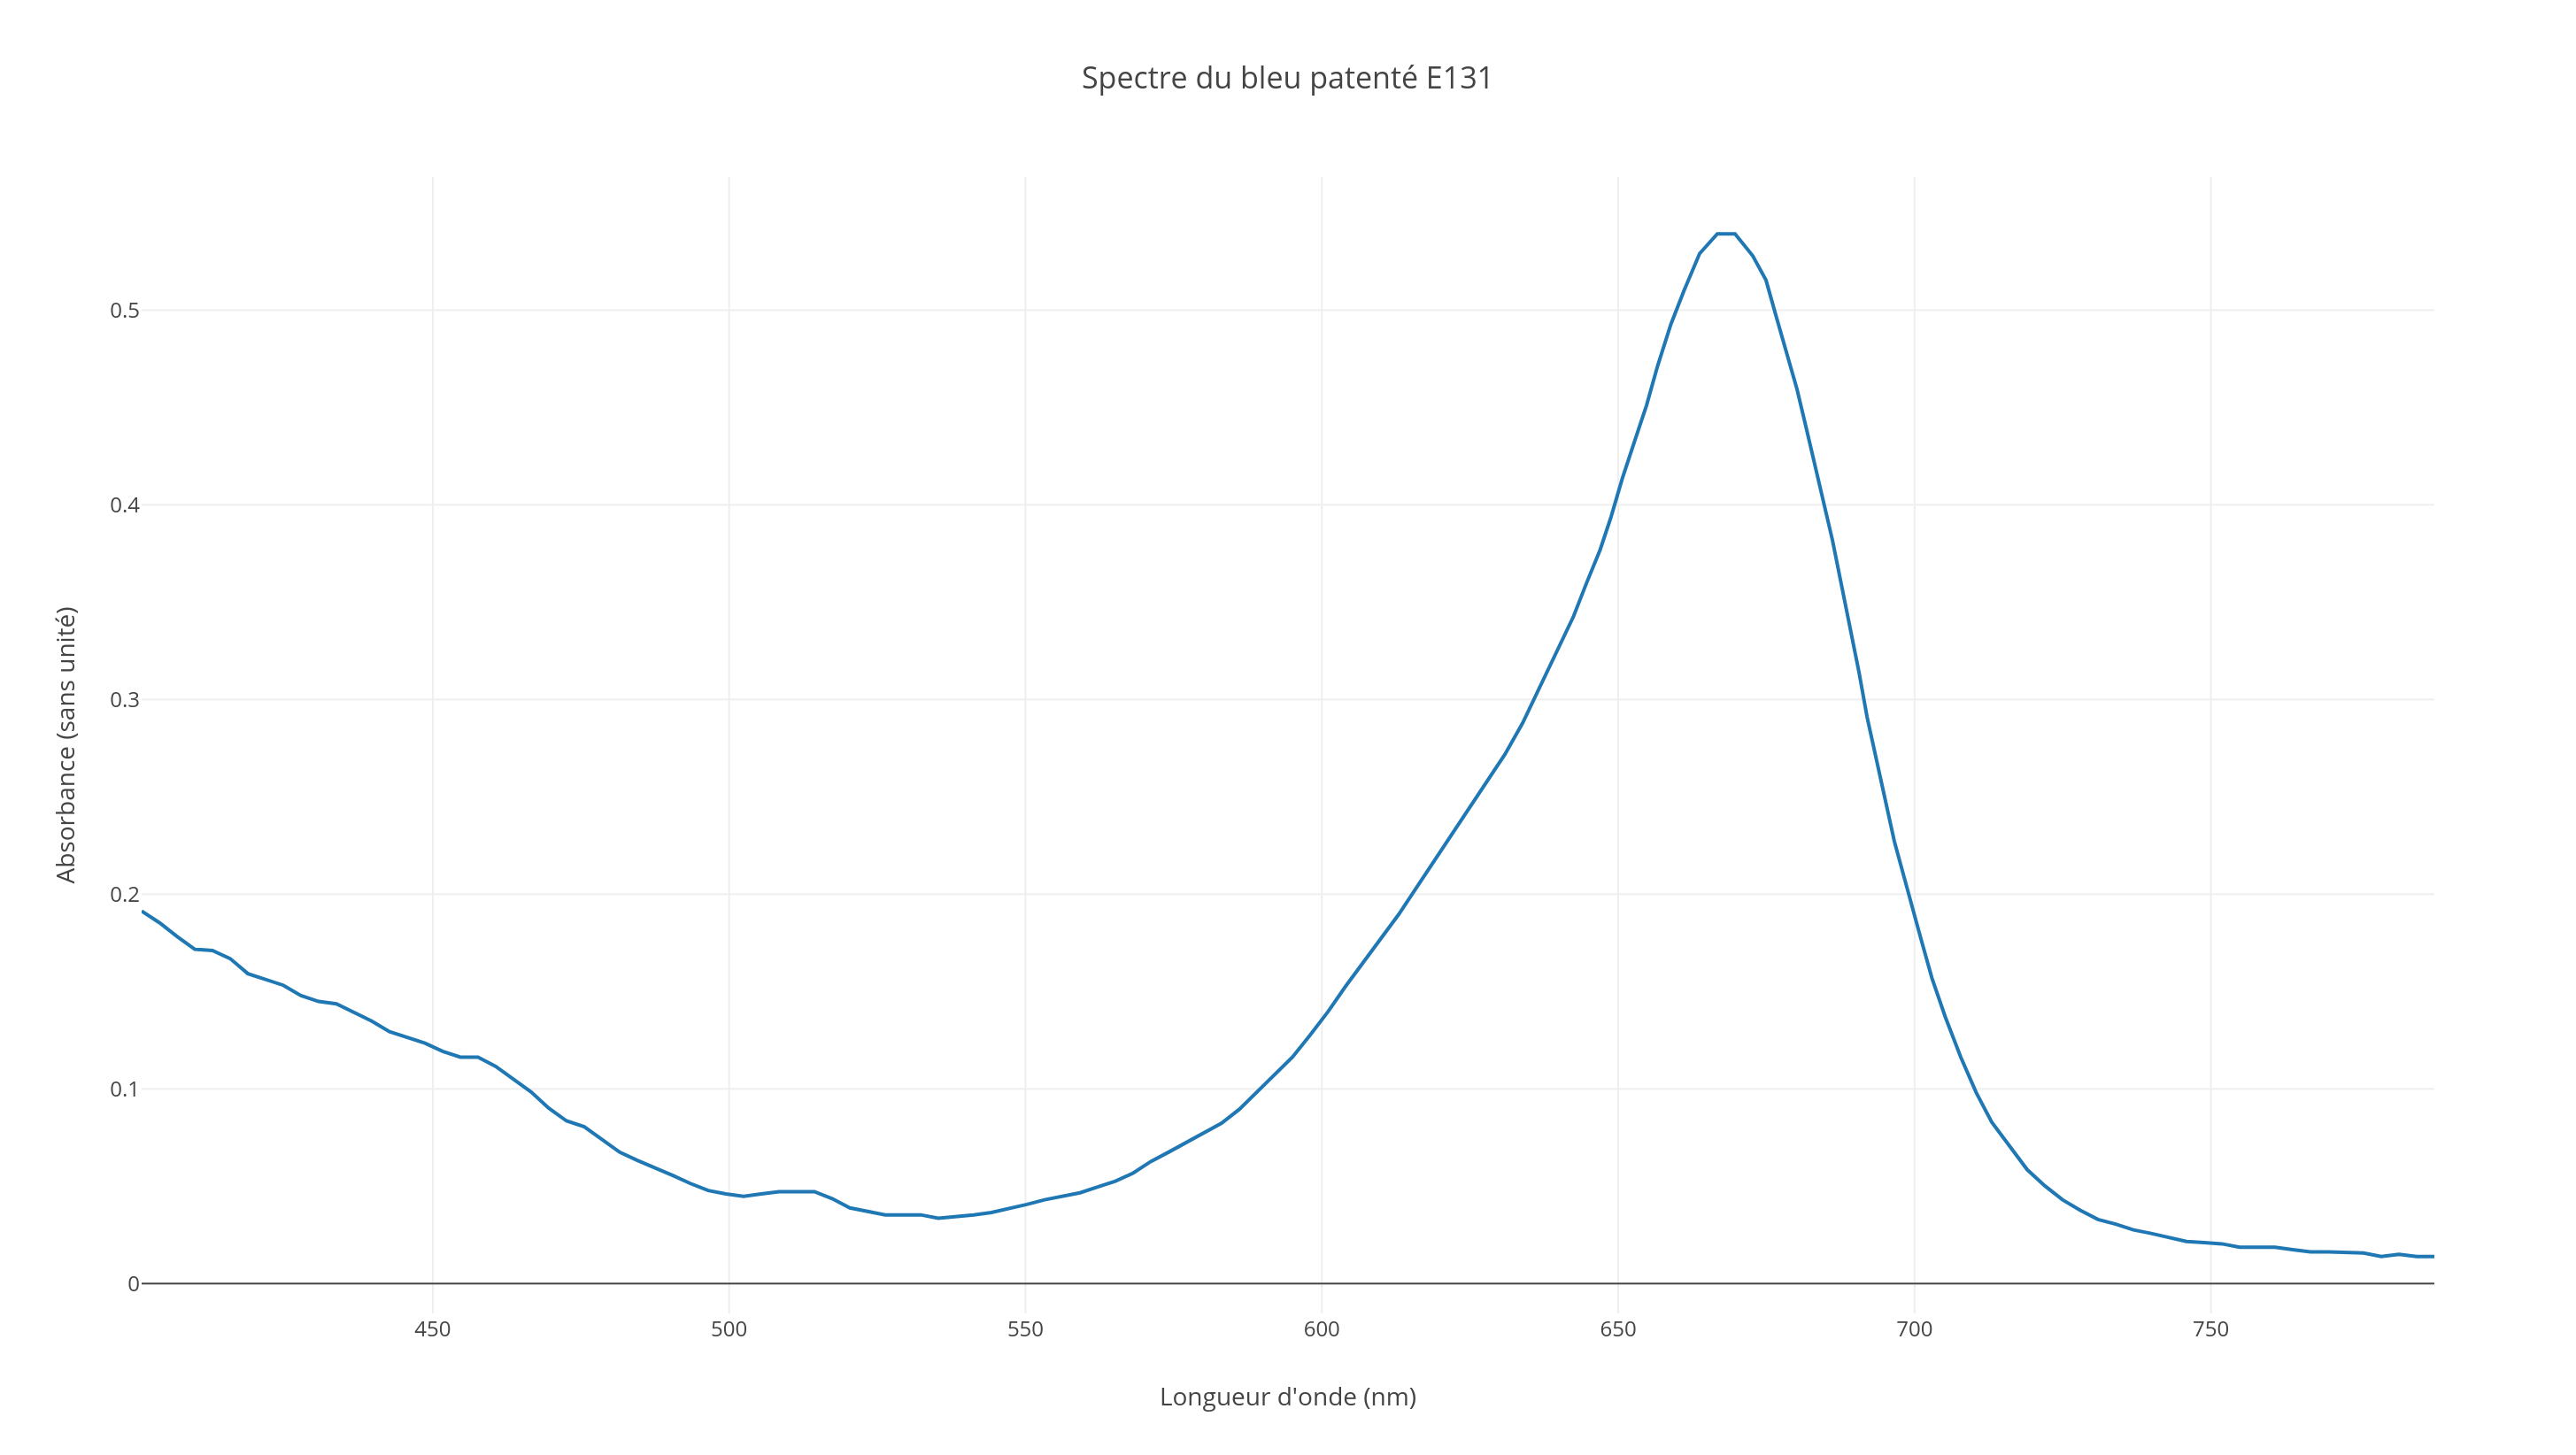 Spectre du bleu patenté E131
Absorbance (sans unité)
0.5
0.4
0.3
0.2
0.1
0
450 500 550 600 650 700 750
Longueur d'onde (nm)